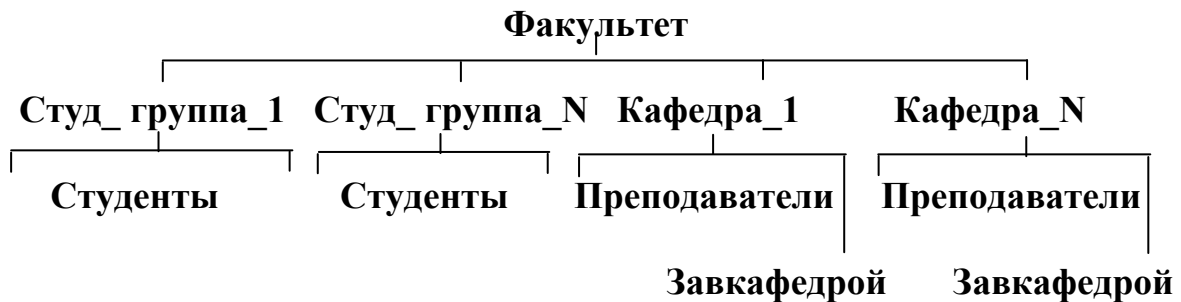 Факультет
Студ_ группа_1 Студ_ группа_N Кафедра_1 Кафедра_N
Студенты Студенты Преподаватели Преподаватели
Завкафедрой Завкафедрой